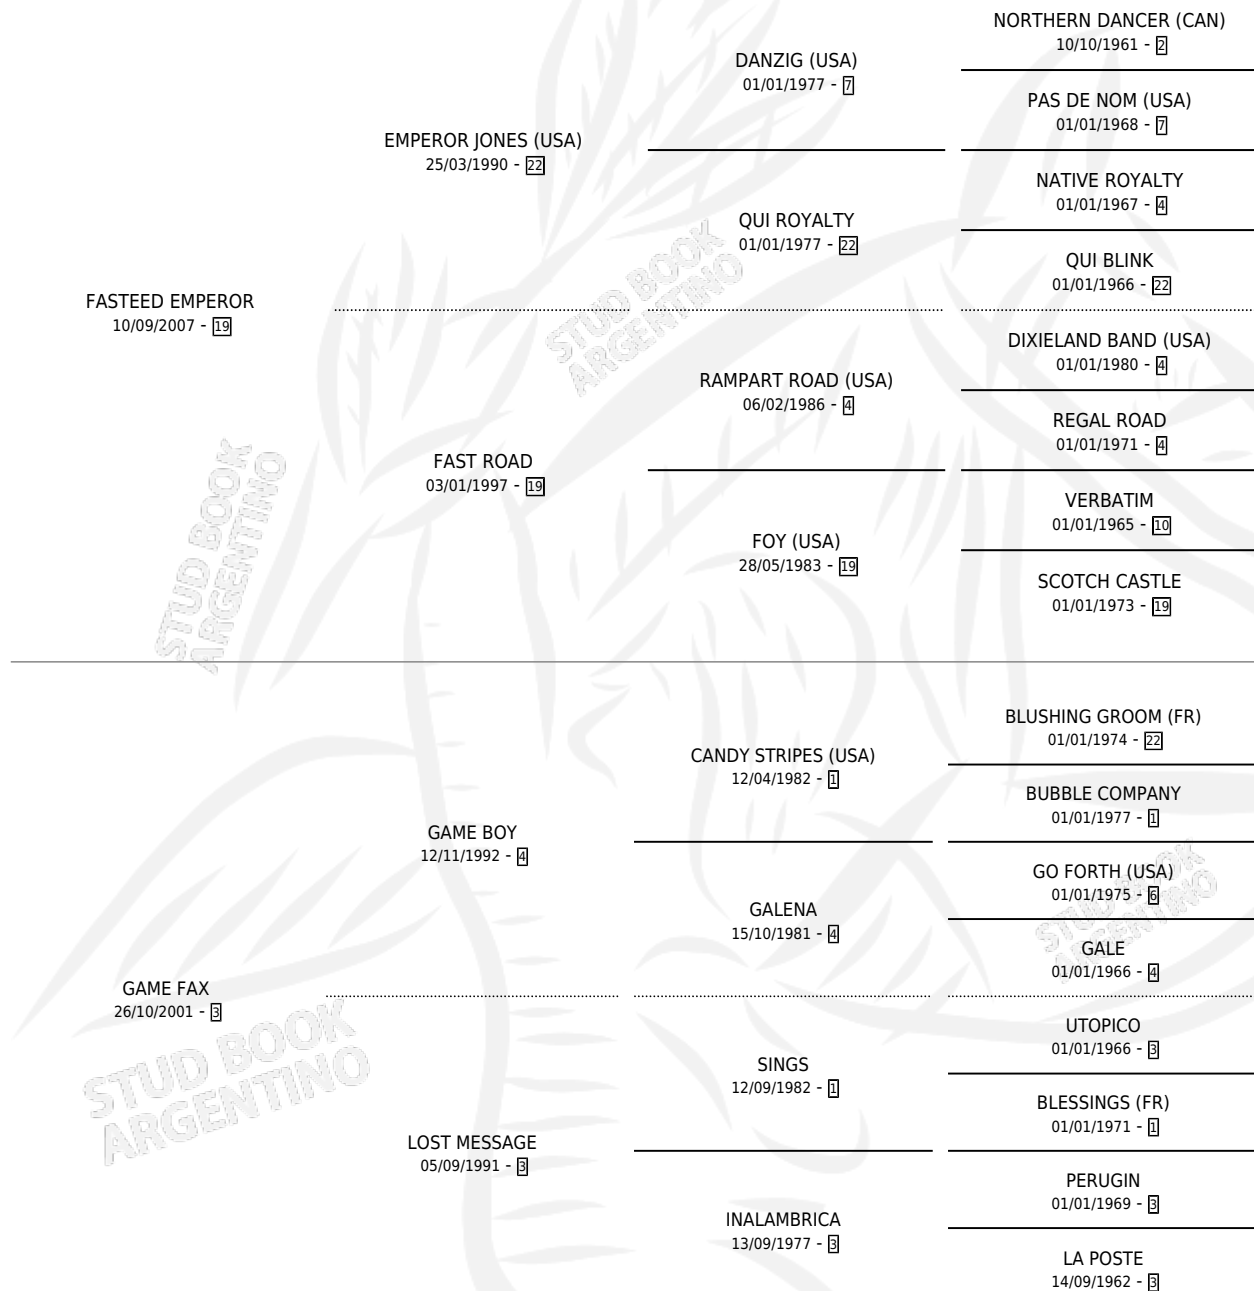 NORTHERN DANCER (CAN)
10/10/1961 - 2
DANZIG (USA)
01/01/1977 - 7
PAS DE NOM (USA)
01/01/1968 - 7
EMPEROR JONES (USA)
25/03/1990 - 22
NATIVE ROYALTY
01/01/1967 - 4
QUI ROYALTY
01/01/1977 - 22
QUI BLINK
01/01/1966 - 22
FASTEED EMPEROR
10/09/2007 - 19
DIXIELAND BAND (USA)
01/01/1980 - 4
RAMPART ROAD (USA)
06/02/1986 - 4
REGAL ROAD
01/01/1971 - 4
FAST ROAD
03/01/1997 - 19
VERBATIM
01/01/1965 - 10
FOY (USA)
28/05/1983 - 19
SCOTCH CASTLE
01/01/1973 - 19
STUD BOOK
ARGENTINO
STUD BOOK
ARGENTINO
BLUSHING GROOM (FR)
01/01/1974 - 22
CANDY STRIPES (USA)
12/04/1982 - 1
BUBBLE COMPANY
01/01/1977 - 1
GAME BOY
12/11/1992 - 4
GO FORTH (USA)
01/01/1975 - 6
GALENA
15/10/1981 - 4
GALE
01/01/1966 - 4
STUD BOOK
ARGENTINO
GAME FAX
26/10/2001 - 3
UTOPICO
01/01/1966 - 3
SINGS
12/09/1982 - 1
BLESSINGS (FR)
01/01/1971 - 1
STUD BOOK
ARGENTINO
LOST MESSAGE
05/09/1991 - 3
PERUGIN
01/01/1969 - 3
INALAMBRICA
13/09/1977 - 3
LA POSTE
14/09/1962 - 3